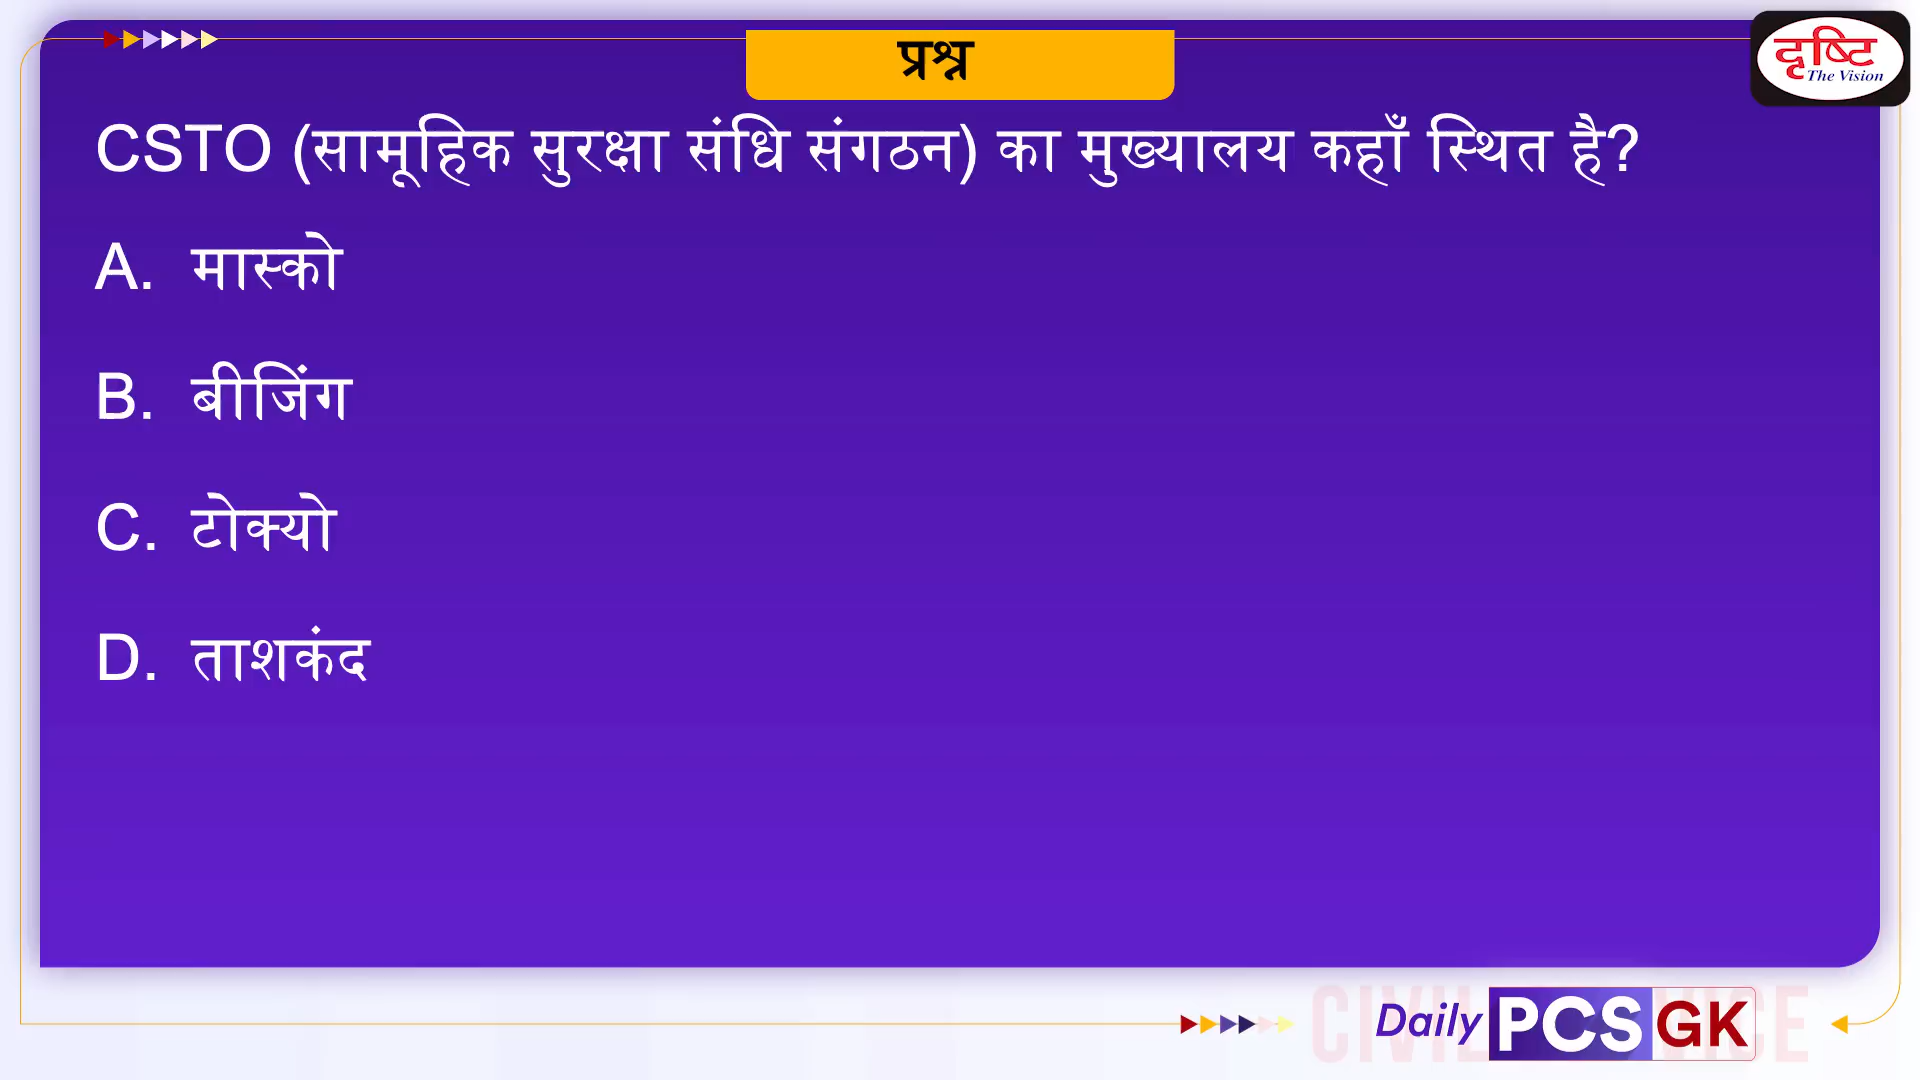 प्रश्न
दृष्टि
The Vision
CSTO (सामूहिक सुरक्षा संधि संगठन) का मुख्यालय कहाँ स्थित है?
A. मास्को
B. बीजिंग
C. टोक्यो
D. ताशकंद
Daily PCS GK